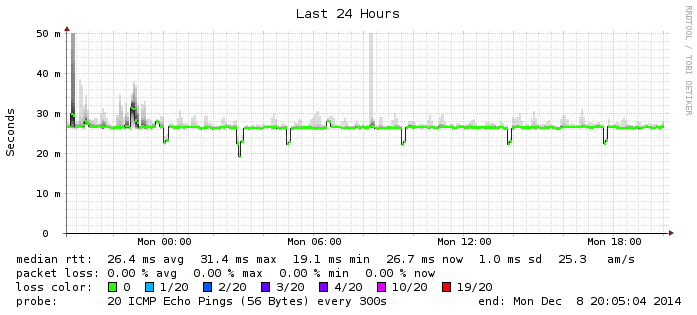 Last 24 Hours
RRDTOOL / TOBI OETIKER
Seconds
50 m
40 m
30 m
20 m
10 m
0
Mon 00:00 Mon 06:00 Mon 12:00 Mon 18:00
median rtt: 26.4 ms avg 31.4 ms max 19.1 ms min 26.7 ms now 1.0 ms sd 25.3 am/s
packet loss: 0.00 % avg 0.00 % max 0.00 % min 0.00 % now
loss color: 0 1/20 2/20 3/20 4/20 10/20 19/20
probe: 20 ICMP Echo Pings (56 Bytes) every 300s end: Mon Dec 8 20:05:04 2014